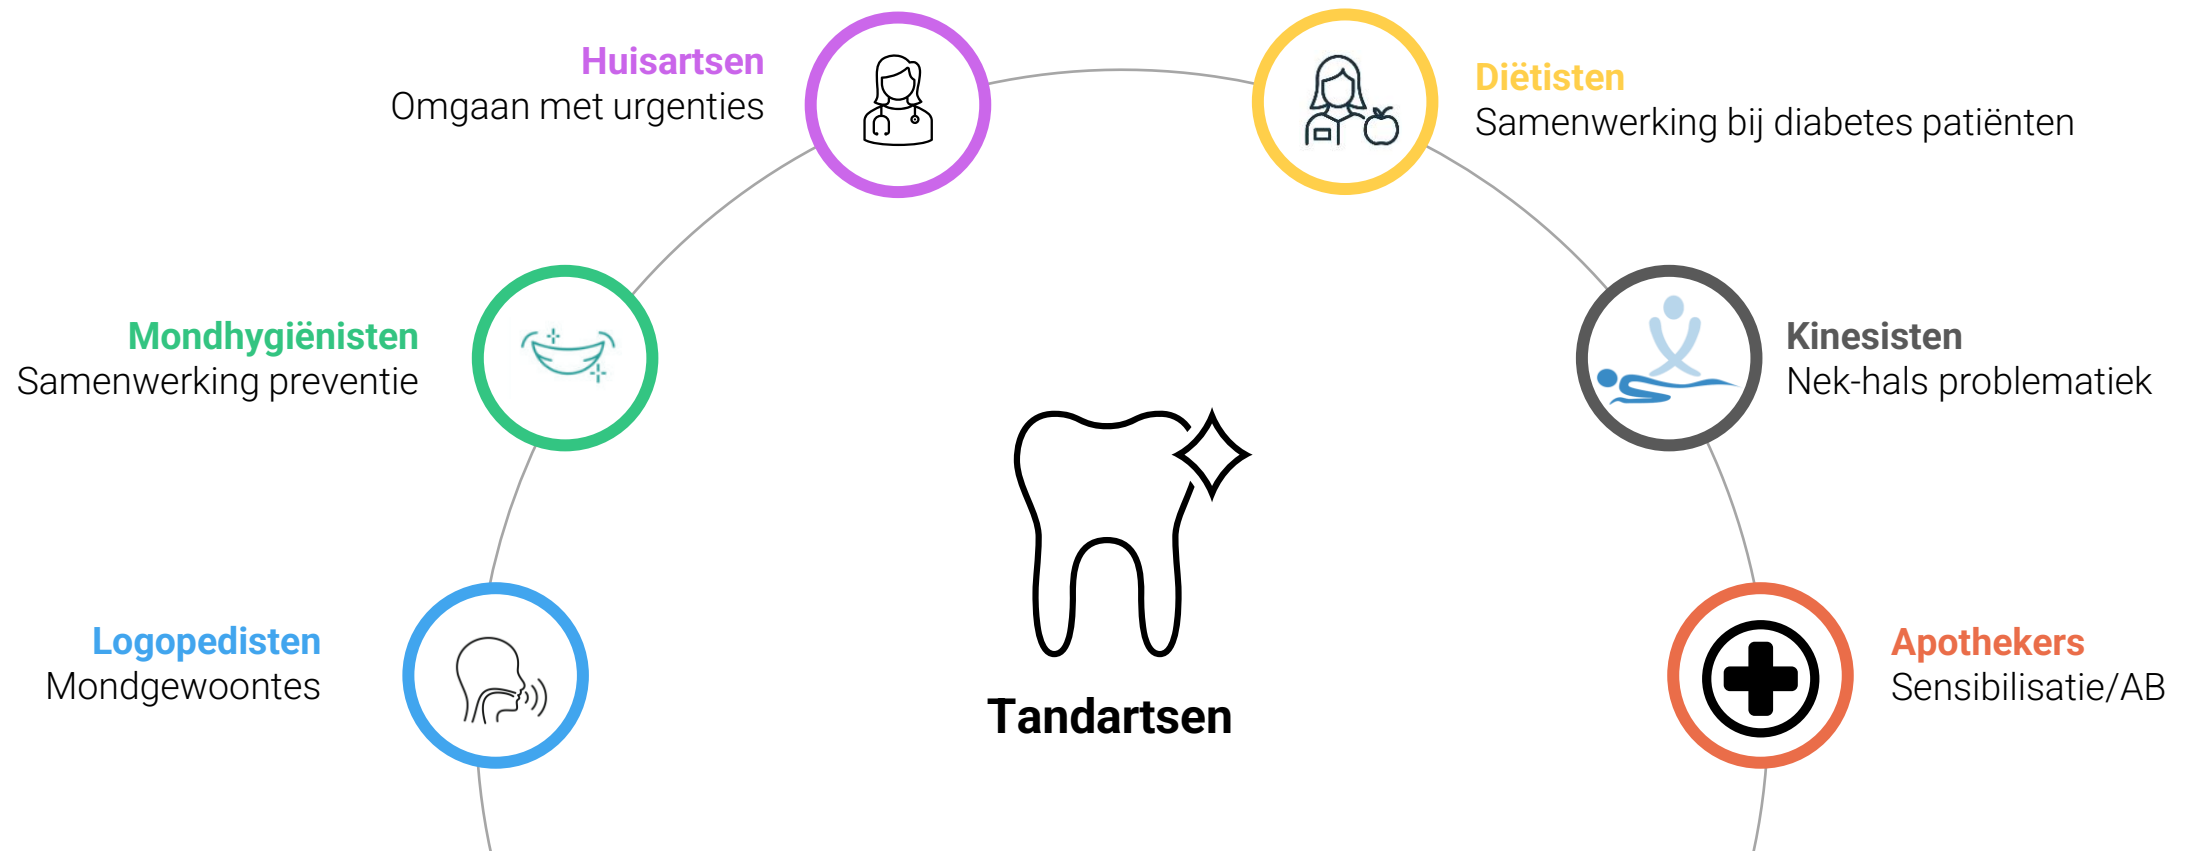 Huisartsen
Omgaan met urgenties
Diëtisten
Samenwerking bij diabetes patiënten
Mondhygiënisten
Samenwerking preventie
Kinesisten
Nek-hals problematiek
Logopedisten
Mondgewoontes
Tandartsen
Apothekers
Sensibilisatie/AB